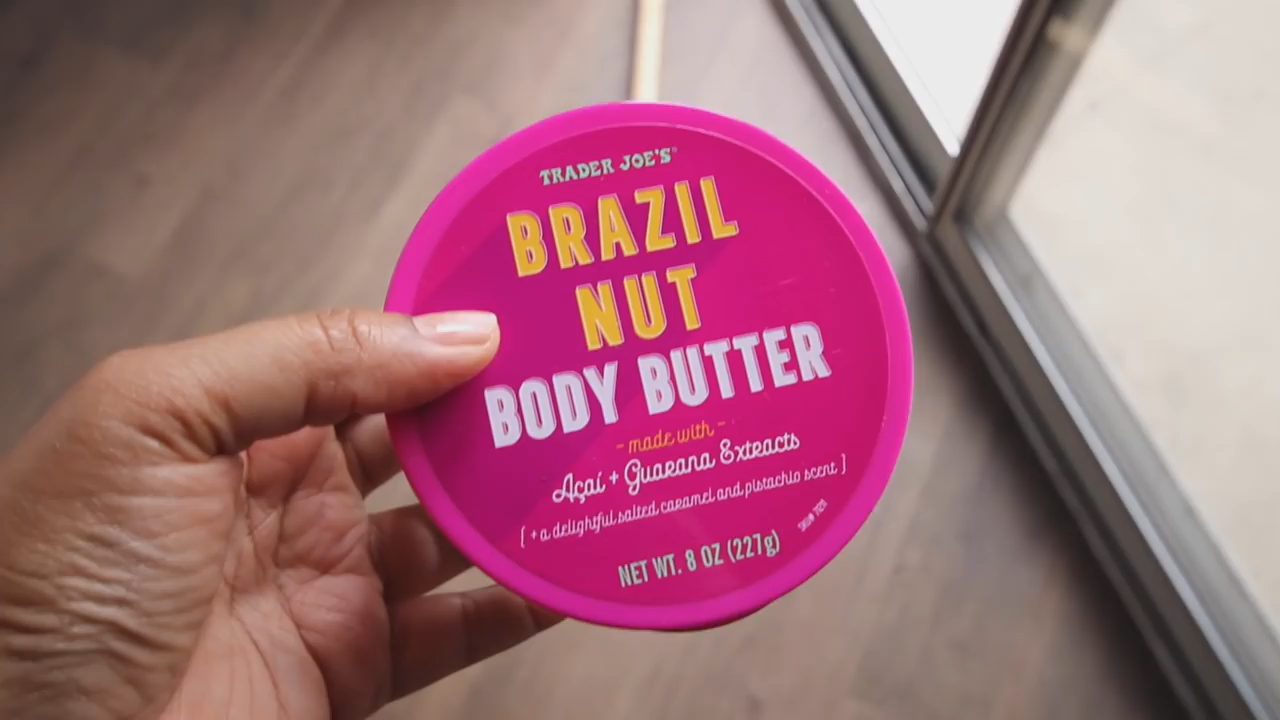 TRADER JOE'S
BRAZIL
NUT
BODY BUTTER
- made with -
Açaí + Guarana Extracts
[ + a delightful salted caramel and pistachio scent ]
NET WT. 8 OZ (227g)
SKU#